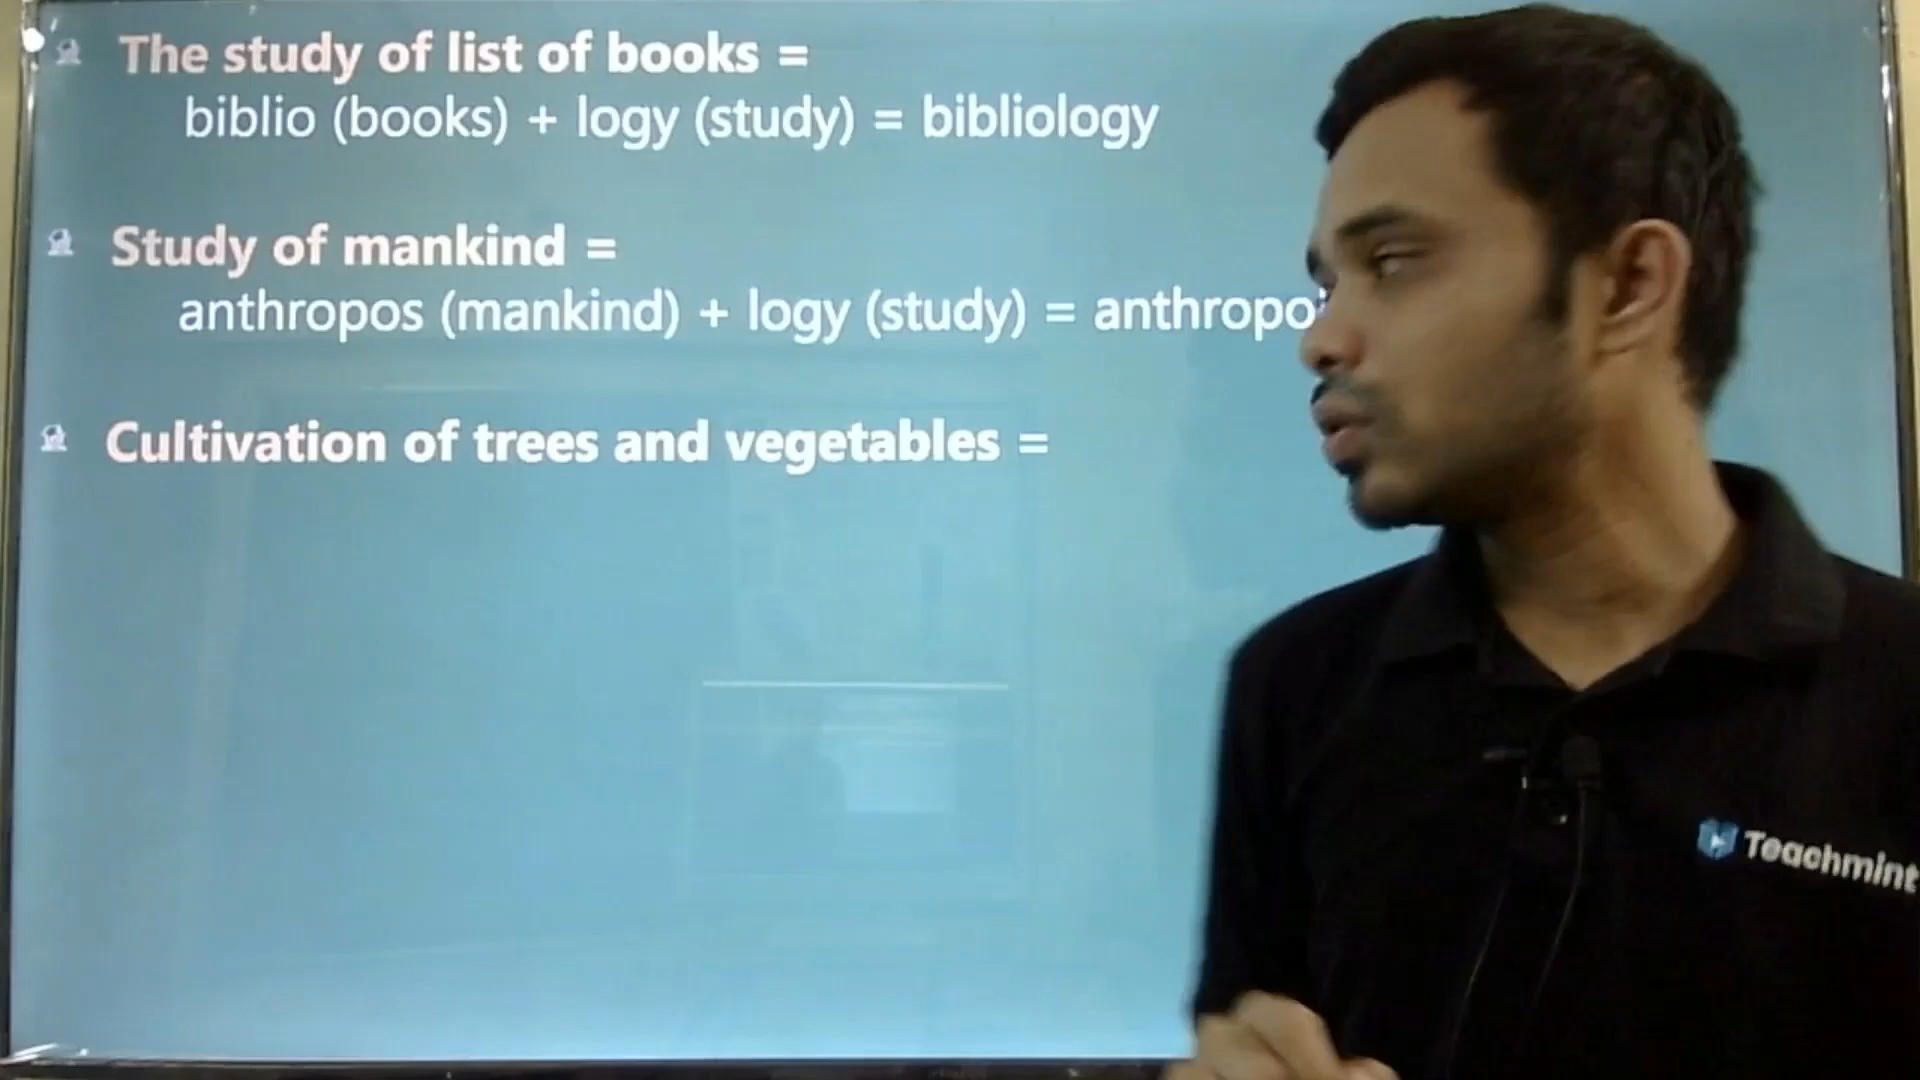 The study of list of books =
biblio (books) + logy (study) = bibliology
Study of mankind =
anthropos (mankind) + logy (study) =
Cultivation of trees and vegetables =
Teachmint